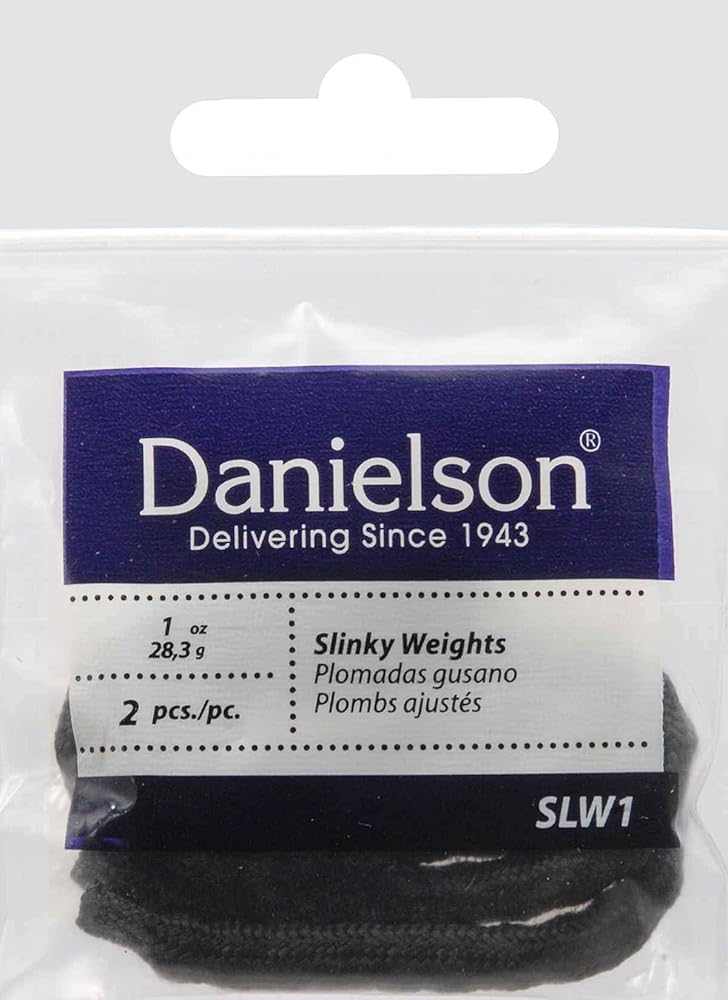 Danielson®
Delivering Since 1943
1 oz
28,3 g
2 pcs./pc.
Slinky Weights
Plomadas gusano
Plombs ajustés
SLW1